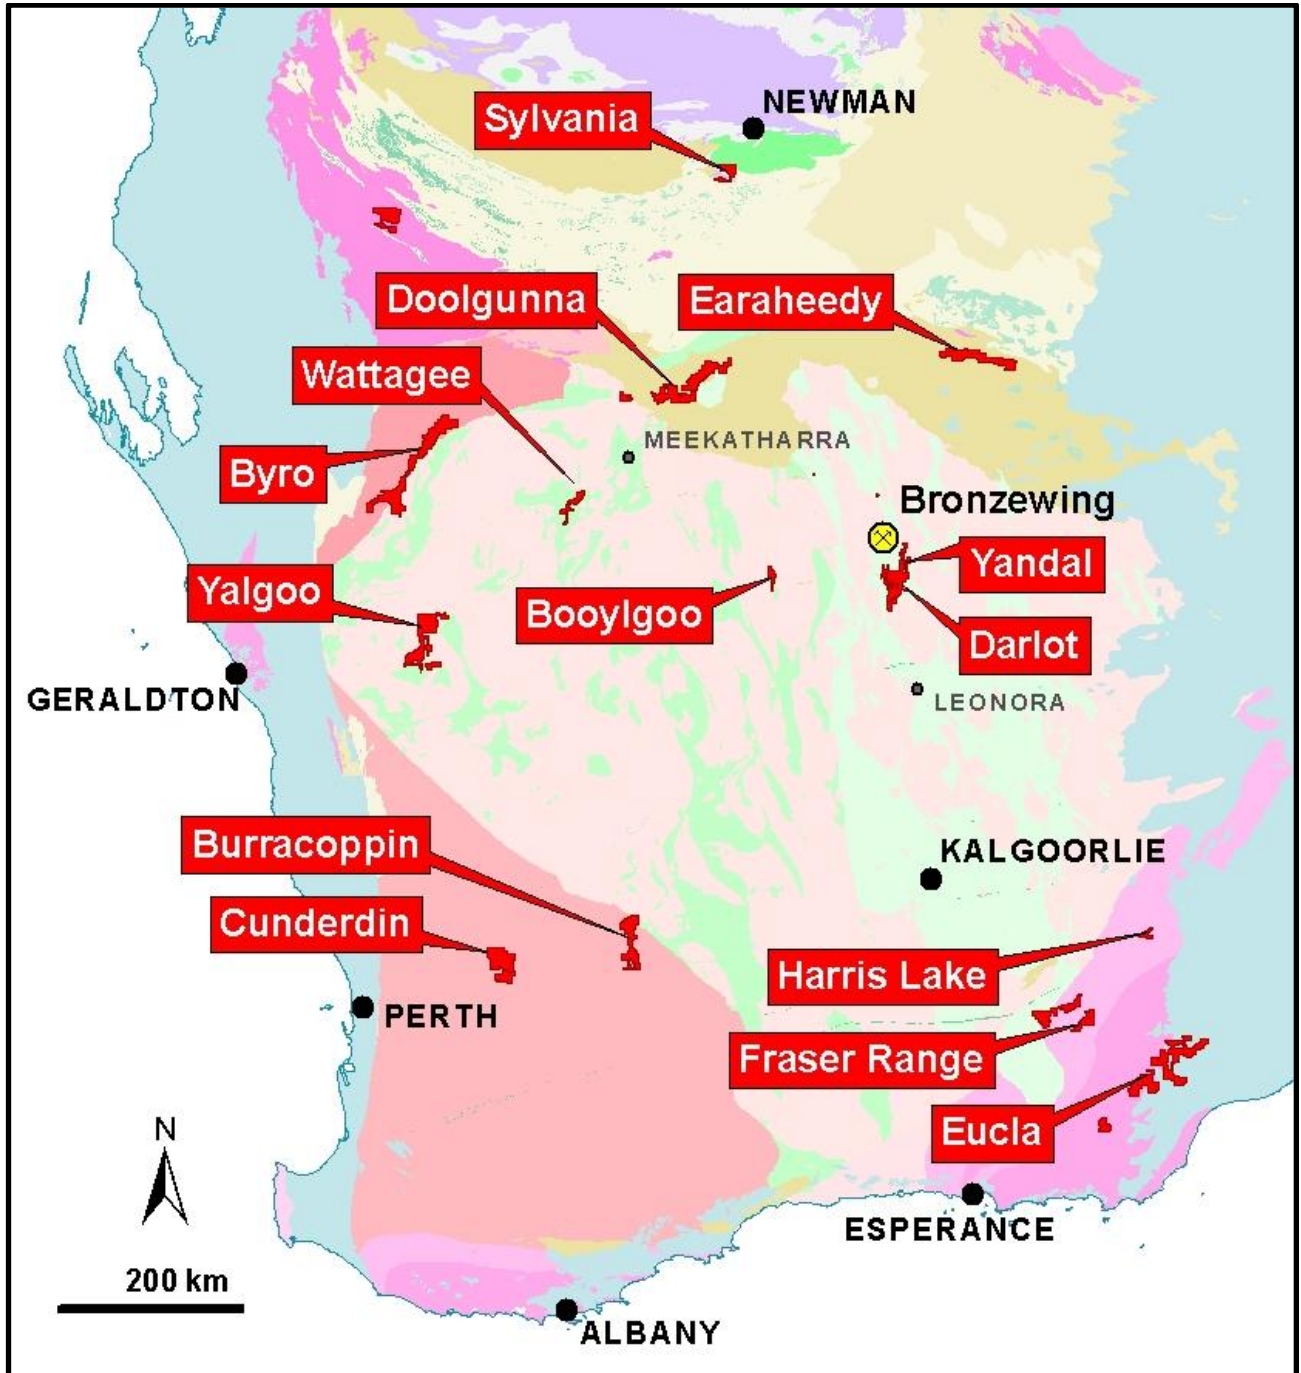 NEWMAN
Sylvania
Doolgunna
Earaheedy
Wattagee
MEEKATHARRA
Byro
Bronzewing
Yandal
Yalgoo
Booylgoo
Darlot
GERALDTON
LEONORA
Burracoppin
KALGOORLIE
Cunderdin
Harris Lake
PERTH
Fraser Range
Eucla
N
ESPERANCE
200 km
ALBANY